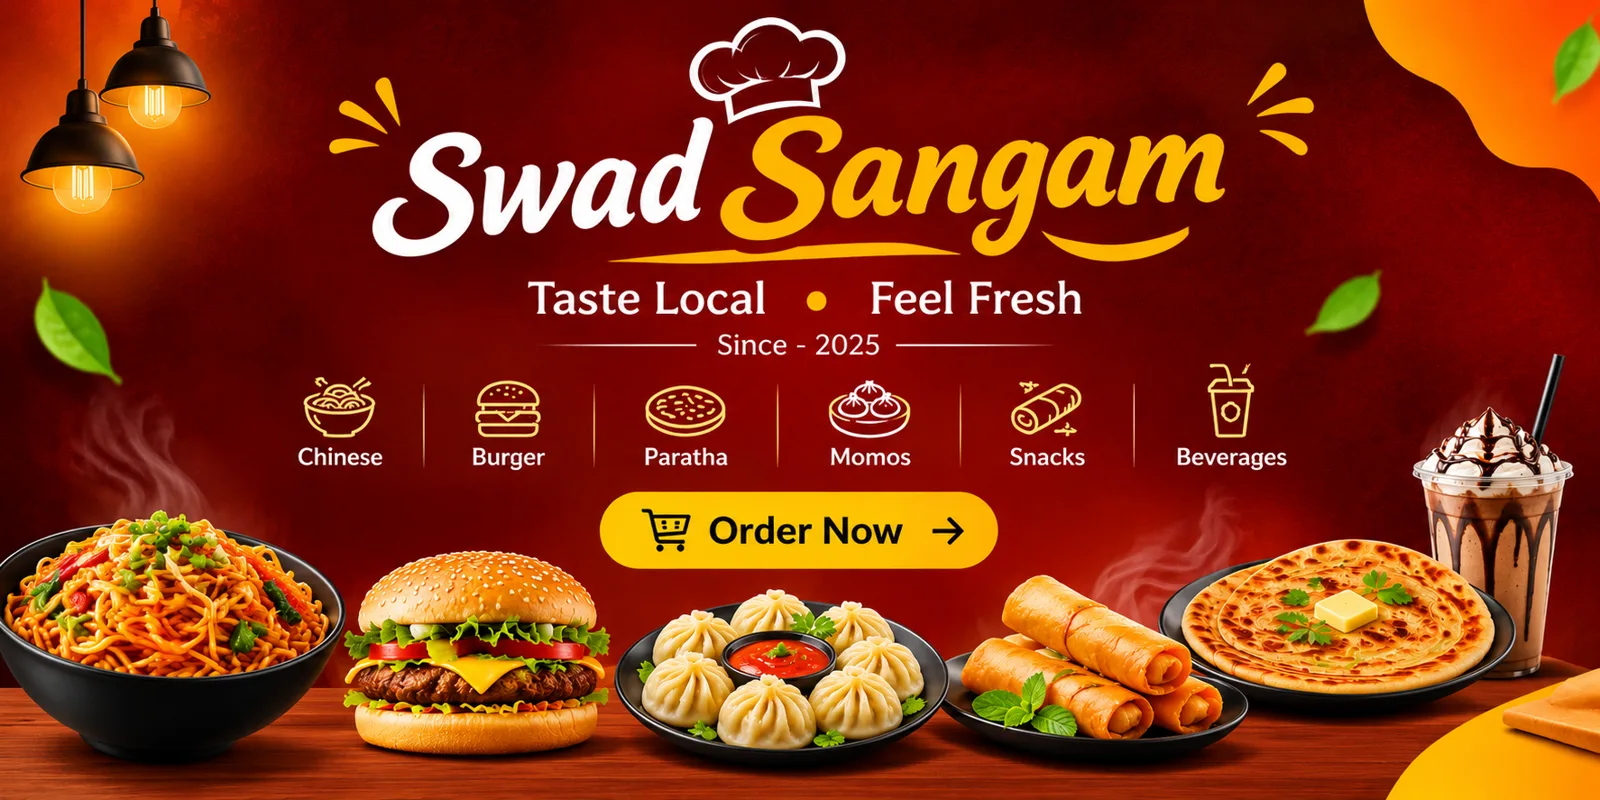 Swad Sangam
Taste Local • Feel Fresh
Since - 2025
Chinese
Burger
Paratha
Momos
Snacks
Beverages
Order Now →